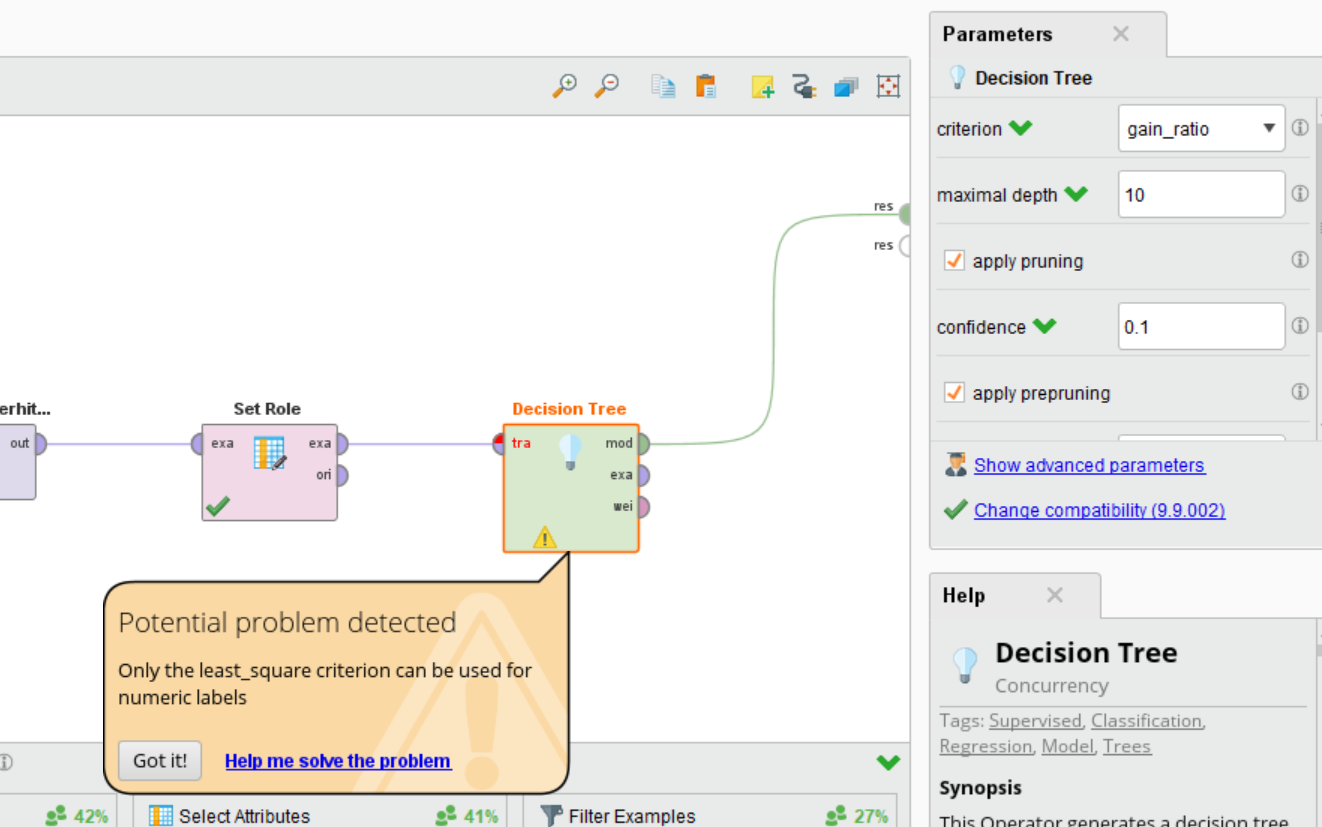 Parameters
Decision Tree
criterion
gain_ratio
maximal depth
10
apply pruning
confidence
0.1
apply prepruning
Show advanced parameters
Change compatibility (9.9.002)
res
res
erhit...
out
Set Role
exa
exa
ori
Decision Tree
tra
mod
exa
wei
Potential problem detected
Only the least_square criterion can be used for
numeric labels
Got it!
Help me solve the problem
42%
Select Attributes
41%
Filter Examples
27%
Help
Decision Tree
Concurrency
Tags: Supervised, Classification,
Regression, Model, Trees
Synopsis
This Operator generates a decision tree